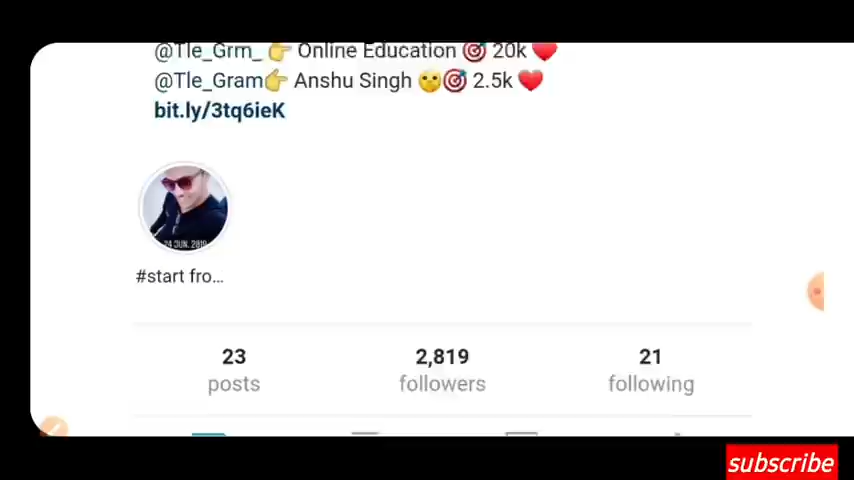 @Tle_Grm_ 👉 Online Education 🎯 20k ❤️
@Tle_Gram👉 Anshu Singh 🤫🎯 2.5k ❤️
bit.ly/3tq6ieK
24 JUN. 2019
#start fro...
23 2,819 21
posts followers following
subscribe